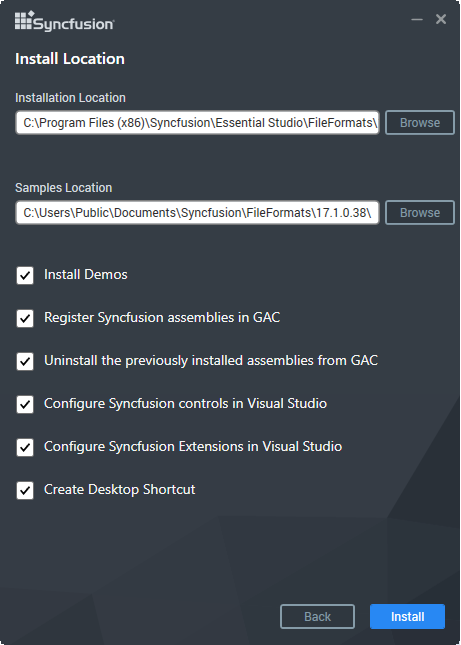 Syncfusion
Install Location
Installation Location
C:\Program Files (x86)\Syncfusion\Essential Studio\FileFormats\
Browse
Samples Location
C:\Users\Public\Documents\Syncfusion\FileFormats\17.1.0.38\
Browse
Install Demos
Register Syncfusion assemblies in GAC
Uninstall the previously installed assemblies from GAC
Configure Syncfusion controls in Visual Studio
Configure Syncfusion Extensions in Visual Studio
Create Desktop Shortcut
Back
Install